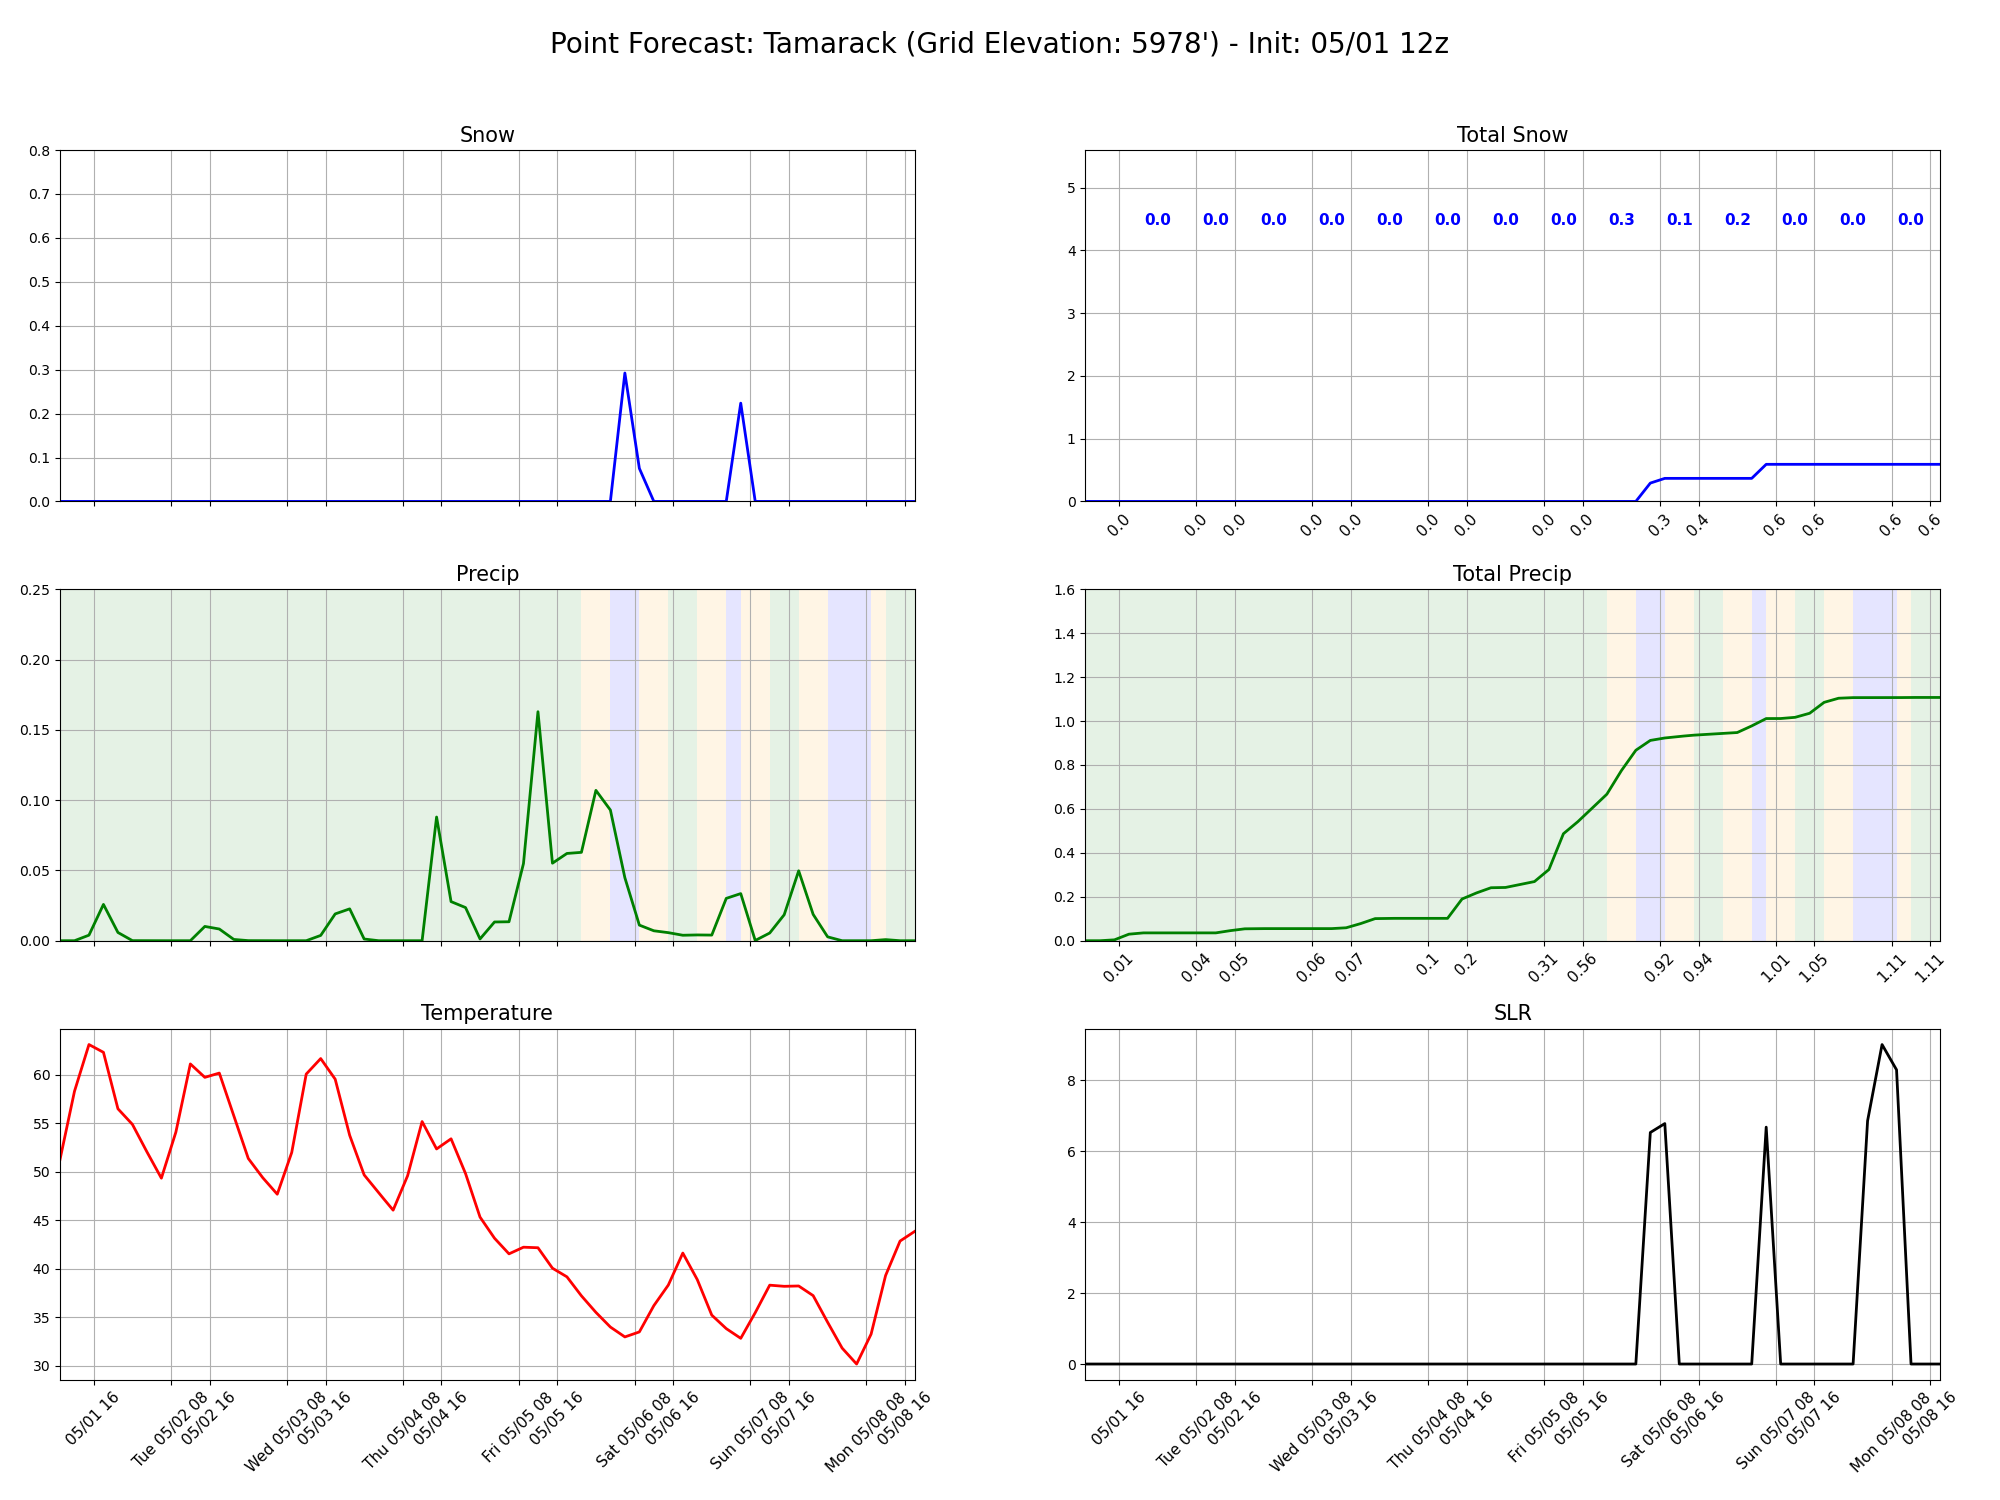 Point Forecast: Tamarack (Grid Elevation: 5978') - Init: 05/01 12z
Snow
0.8
0.7
0.6
0.5
0.4
0.3
0.2
0.1
0.0
Total Snow
5
4
3
2
1
0
0.0 0.0 0.0 0.0 0.0 0.0 0.0 0.0 0.3 0.1 0.2 0.0 0.0 0.0
0.0 0.0 0.0 0.0 0.0 0.0 0.0 0.0 0.0 0.3 0.4 0.6 0.6 0.6 0.6
Precip
0.25
0.20
0.15
0.10
0.05
0.00
Total Precip
1.6
1.4
1.2
1.0
0.8
0.6
0.4
0.2
0.0
0.01 0.04 0.05 0.06 0.07 0.1 0.2 0.31 0.56 0.92 0.94 1.01 1.05 1.11 1.11
Temperature
60
55
50
45
40
35
30
05/01 16
Tue 05/02 08
05/02 16
Wed 05/03 08
05/03 16
Thu 05/04 08
05/04 16
Fri 05/05 08
05/05 16
Sat 05/06 08
05/06 16
Sun 05/07 08
05/07 16
Mon 05/08 08
05/08 16
SLR
8
6
4
2
0
05/01 16
Tue 05/02 08
05/02 16
Wed 05/03 08
05/03 16
Thu 05/04 08
05/04 16
Fri 05/05 08
05/05 16
Sat 05/06 08
05/06 16
Sun 05/07 08
05/07 16
Mon 05/08 08
05/08 16